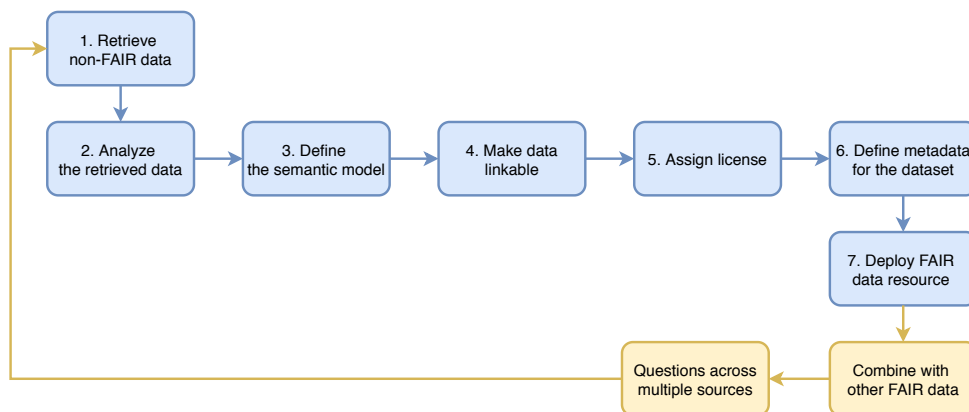 1. Retrieve
non-FAIR data
2. Analyze
the retrieved data
3. Define
the semantic model
4. Make data
linkable
5. Assign license
6. Define metadata
for the dataset
7. Deploy FAIR
data resource
Combine with
other FAIR data
Questions across
multiple sources